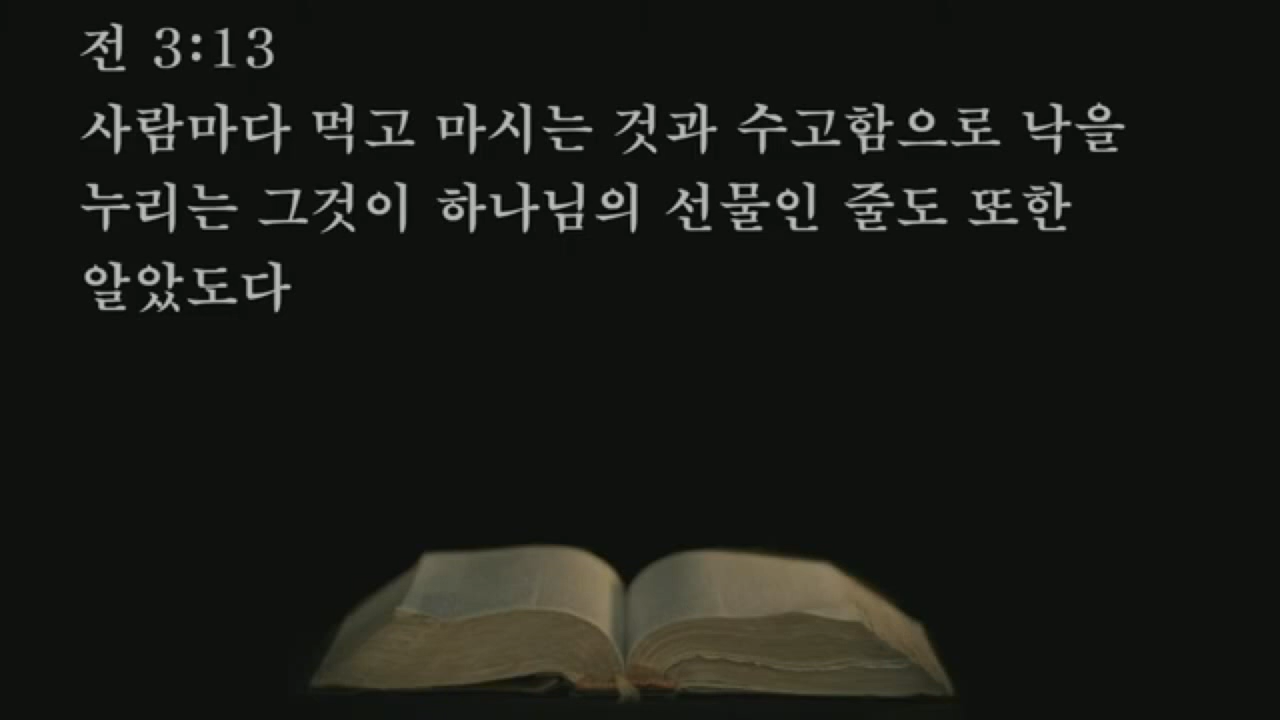 전 3:13
사람마다 먹고 마시는 것과 수고함으로 낙을
누리는 그것이 하나님의 선물인 줄도 또한
알았도다